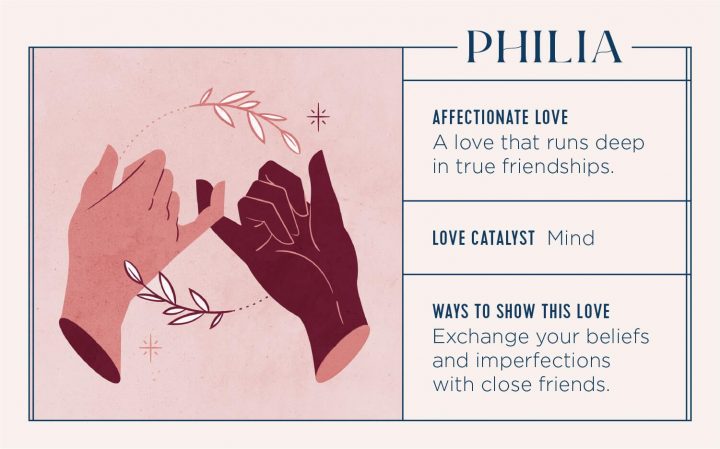 PHILIA
AFFECTIONATE LOVE
A love that runs deep
in true friendships.
LOVE CATALYST Mind
WAYS TO SHOW THIS LOVE
Exchange your beliefs
and imperfections
with close friends.